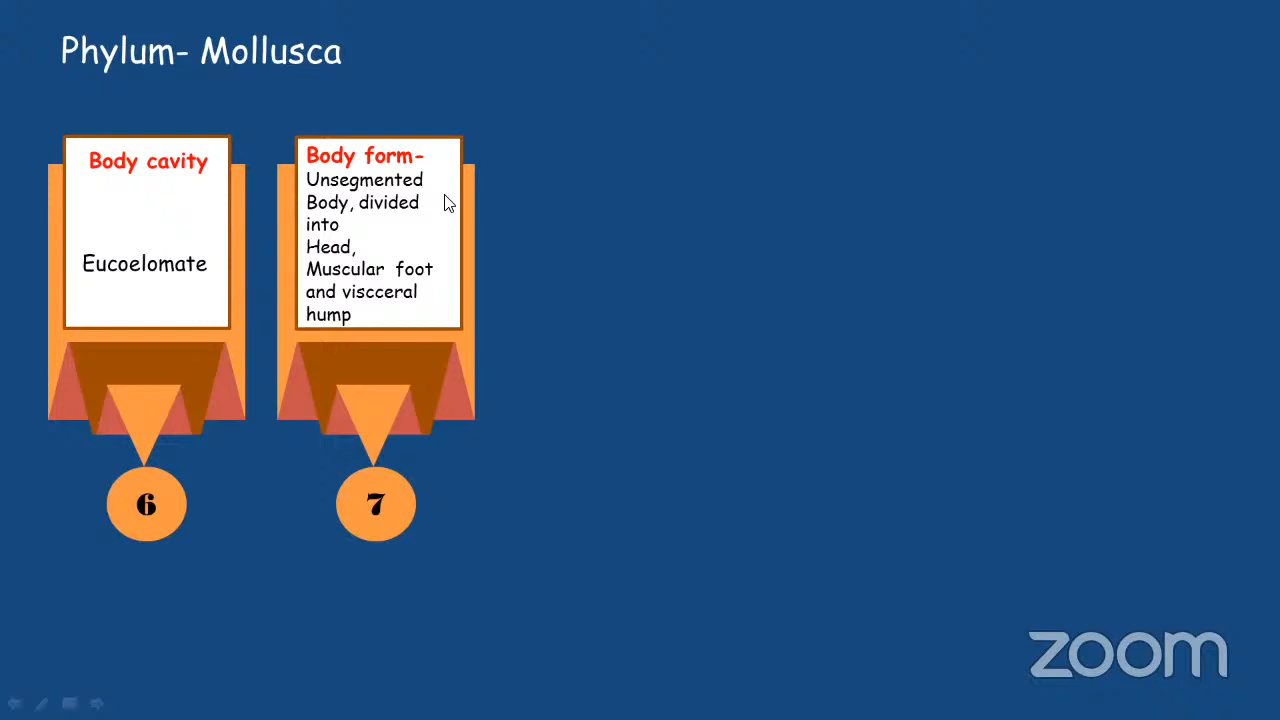 Phylum- Mollusca
Body cavity
Eucoelomate
Body form-
Unsegmented
Body, divided
into
Head,
Muscular foot
and viscceral
hump
6
7
zoom